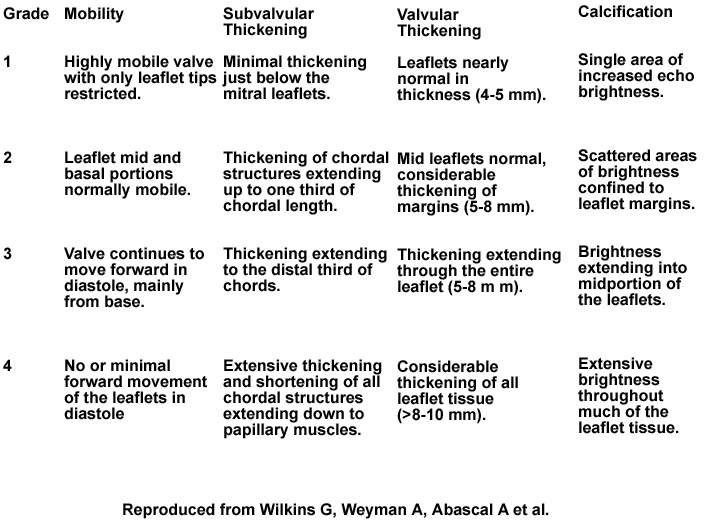 Grade Mobility Subvalvular Thickening Valvular Thickening Calcification
1
Highly mobile valve
with only leaflet tips
restricted.
Minimal thickening
just below the
mitral leaflets.
Leaflets nearly
normal in
thickness (4-5 mm).
Single area of
increased echo
brightness.
2
Leaflet mid and
basal portions
normally mobile.
Thickening of chordal
structures extending
up to one third of
chordal length.
Mid leaflets normal,
considerable
thickening of
margins (5-8 mm).
Scattered areas
of brightness
confined to
leaflet margins.
3
Valve continues to
move forward in
diastole, mainly
from base.
Thickening extending
to the distal third of
chords.
Thickening extending
through the entire
leaflet (5-8 m m).
Brightness
extending into
midportion of
the leaflets.
4
No or minimal
forward movement
of the leaflets in
diastole
Extensive thickening
and shortening of all
chordal structures
extending down to
papillary muscles.
Considerable
thickening of all
leaflet tissue
(>8-10 mm).
Extensive
brightness
throughout
much of the
leaflet tissue.
Reproduced from Wilkins G, Weyman A, Abascal A et al.